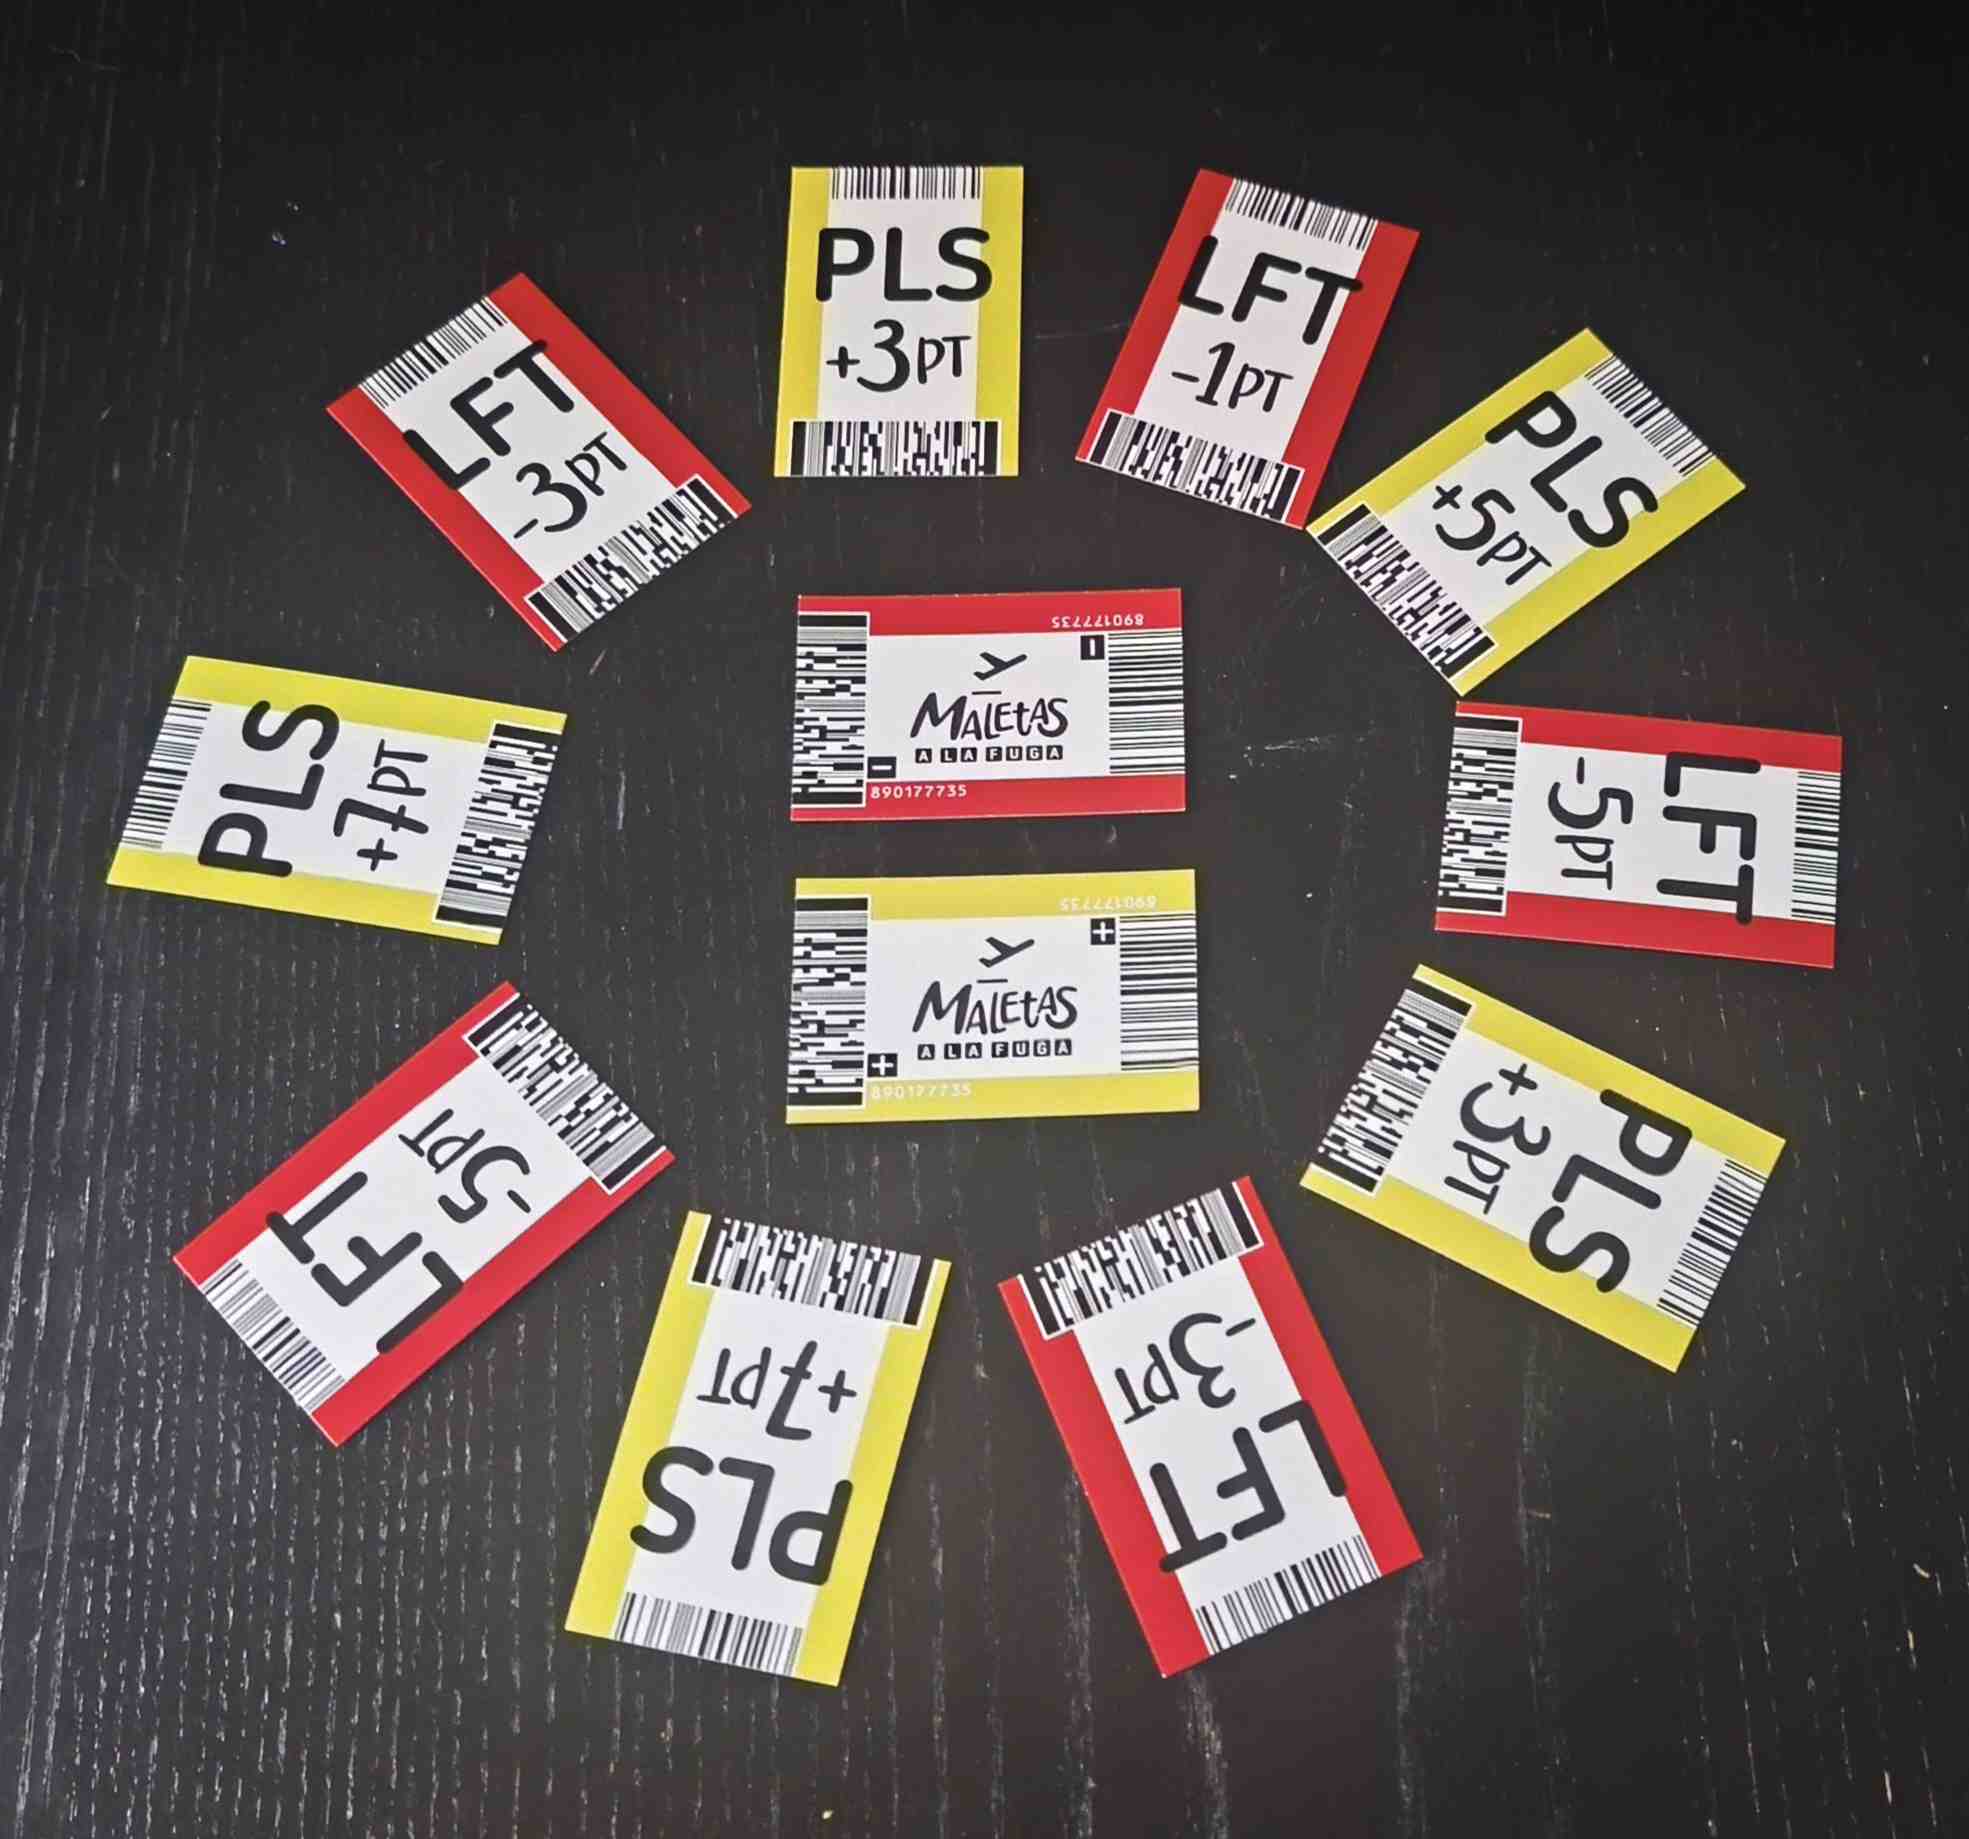 PLS
+3PT
LFT
-1PT
PLS
+5PT
LFT
-5PT
PLS
+3PT
LFT
-3PT
PLS
+7PT
LFT
-5PT
PLS
+7PT
LFT
-3PT
890177735
MALEtAS
A LA FUGA
890177735
890177735
MALEtAS
A LA FUGA
890177735